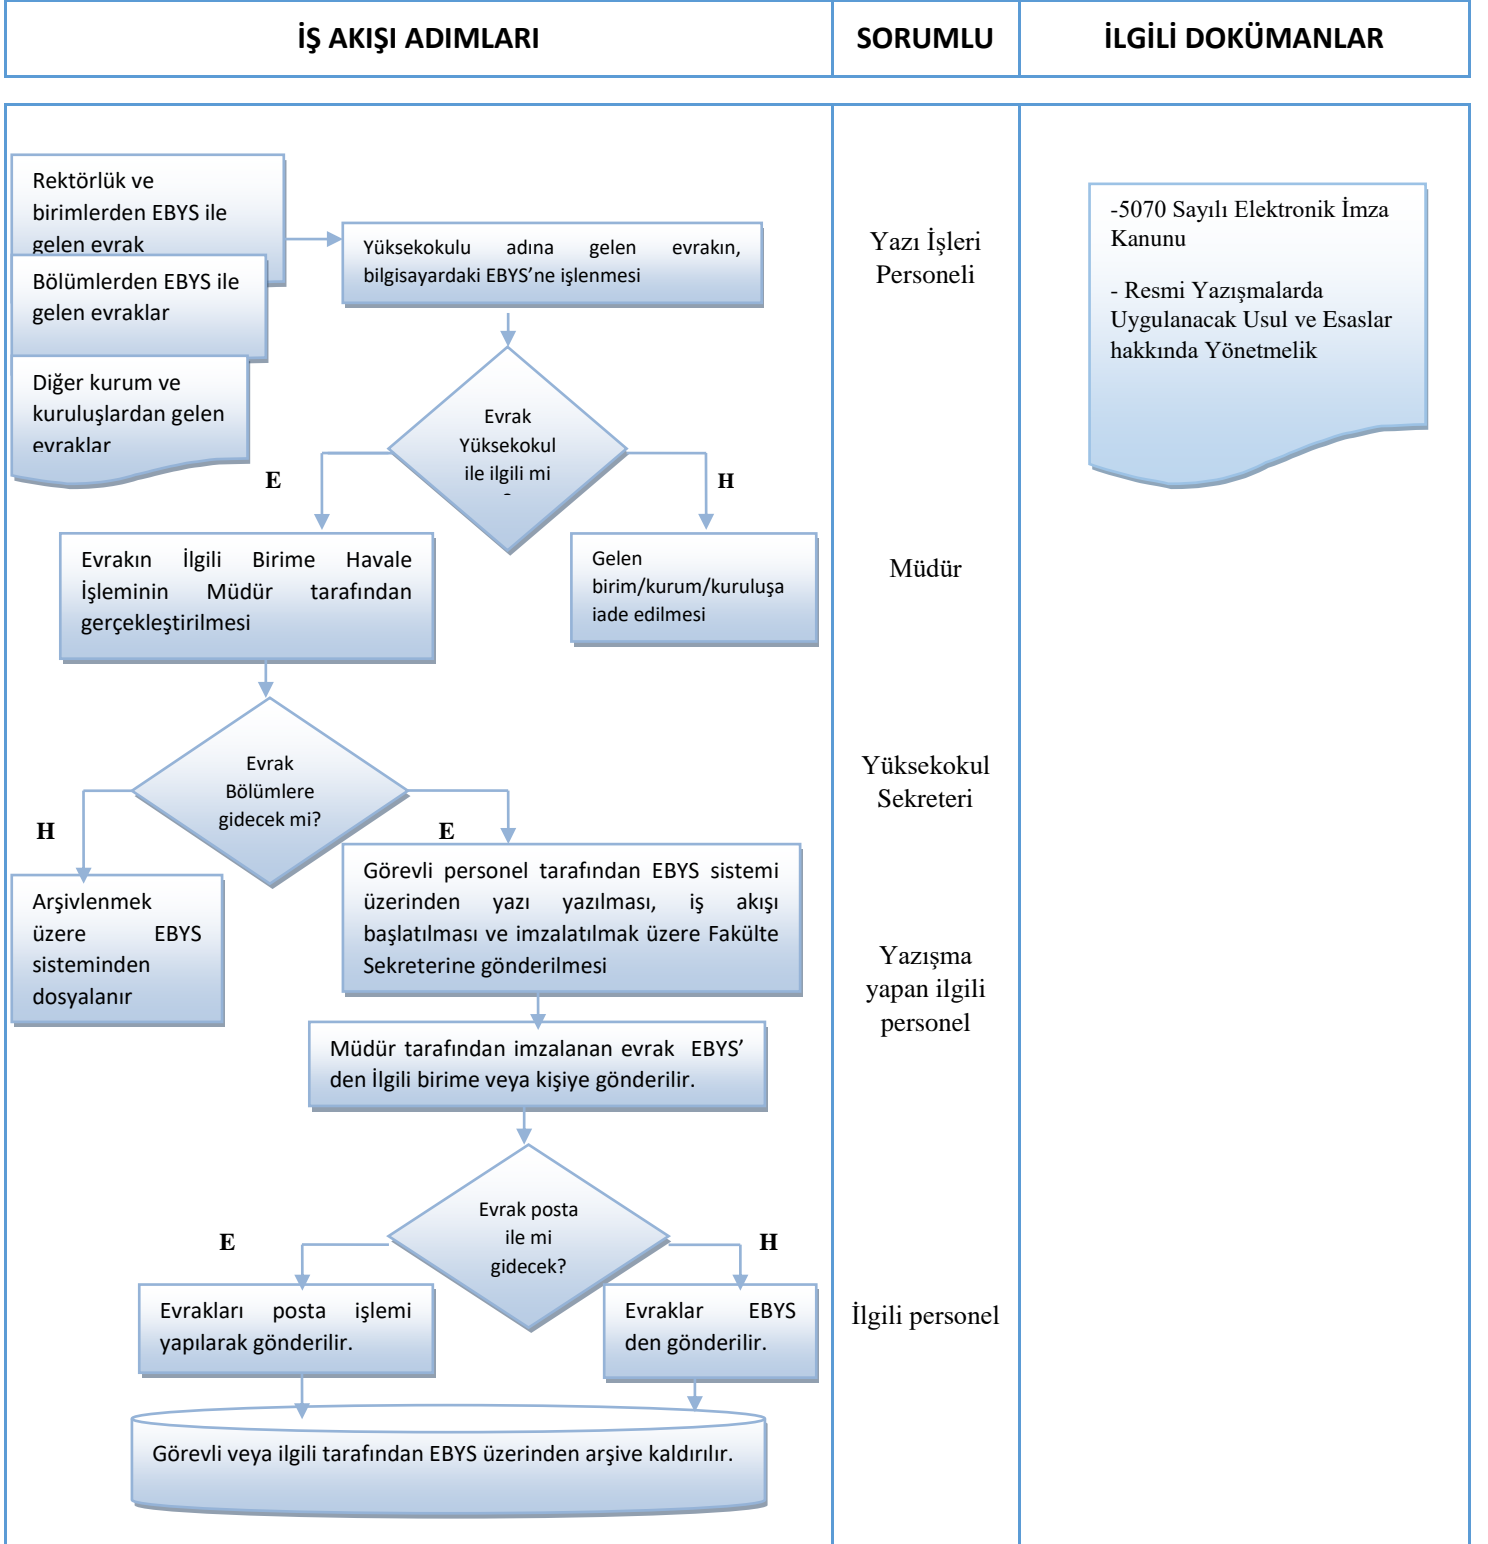 İŞ AKIŞI ADIMLARI
SORUMLU
İLGİLİ DOKÜMANLAR
Rektörlük ve
birimlerden EBYS ile
gelen evrak
Bölümlerden EBYS ile
gelen evraklar
Diğer kurum ve
kuruluşlardan gelen
evraklar
Yüksekokulu adına gelen evrakın,
bilgisayardaki EBYS’ne işlenmesi
Evrak
Yüksekokul
ile ilgili mi
E
H
Evrakın İlgili Birime Havale
İşleminin Müdür tarafından
gerçekleştirilmesi
Gelen
birim/kurum/kuruluşa
iade edilmesi
Evrak
Bölümlere
gidecek mi?
H
E
Arşivlenmek
üzere EBYS
sisteminden
dosyalanır
Görevli personel tarafından EBYS sistemi
üzerinden yazı yazılması, iş akışı
başlatılması ve imzalatılmak üzere Fakülte
Sekreterine gönderilmesi
Müdür tarafından imzalanan evrak EBYS’
den İlgili birime veya kişiye gönderilir.
Evrak posta
ile mi
gidecek?
E
H
Evrakları posta işlemi
yapılarak gönderilir.
Evraklar EBYS
den gönderilir.
Görevli veya ilgili tarafından EBYS üzerinden arşive kaldırılır.
Yazı İşleri
Personeli
Müdür
Yüksekokul
Sekreteri
Yazışma
yapan ilgili
personel
İlgili personel
-5070 Sayılı Elektronik İmza
Kanunu
- Resmi Yazışmalarda
Uygulanacak Usul ve Esaslar
hakkında Yönetmelik